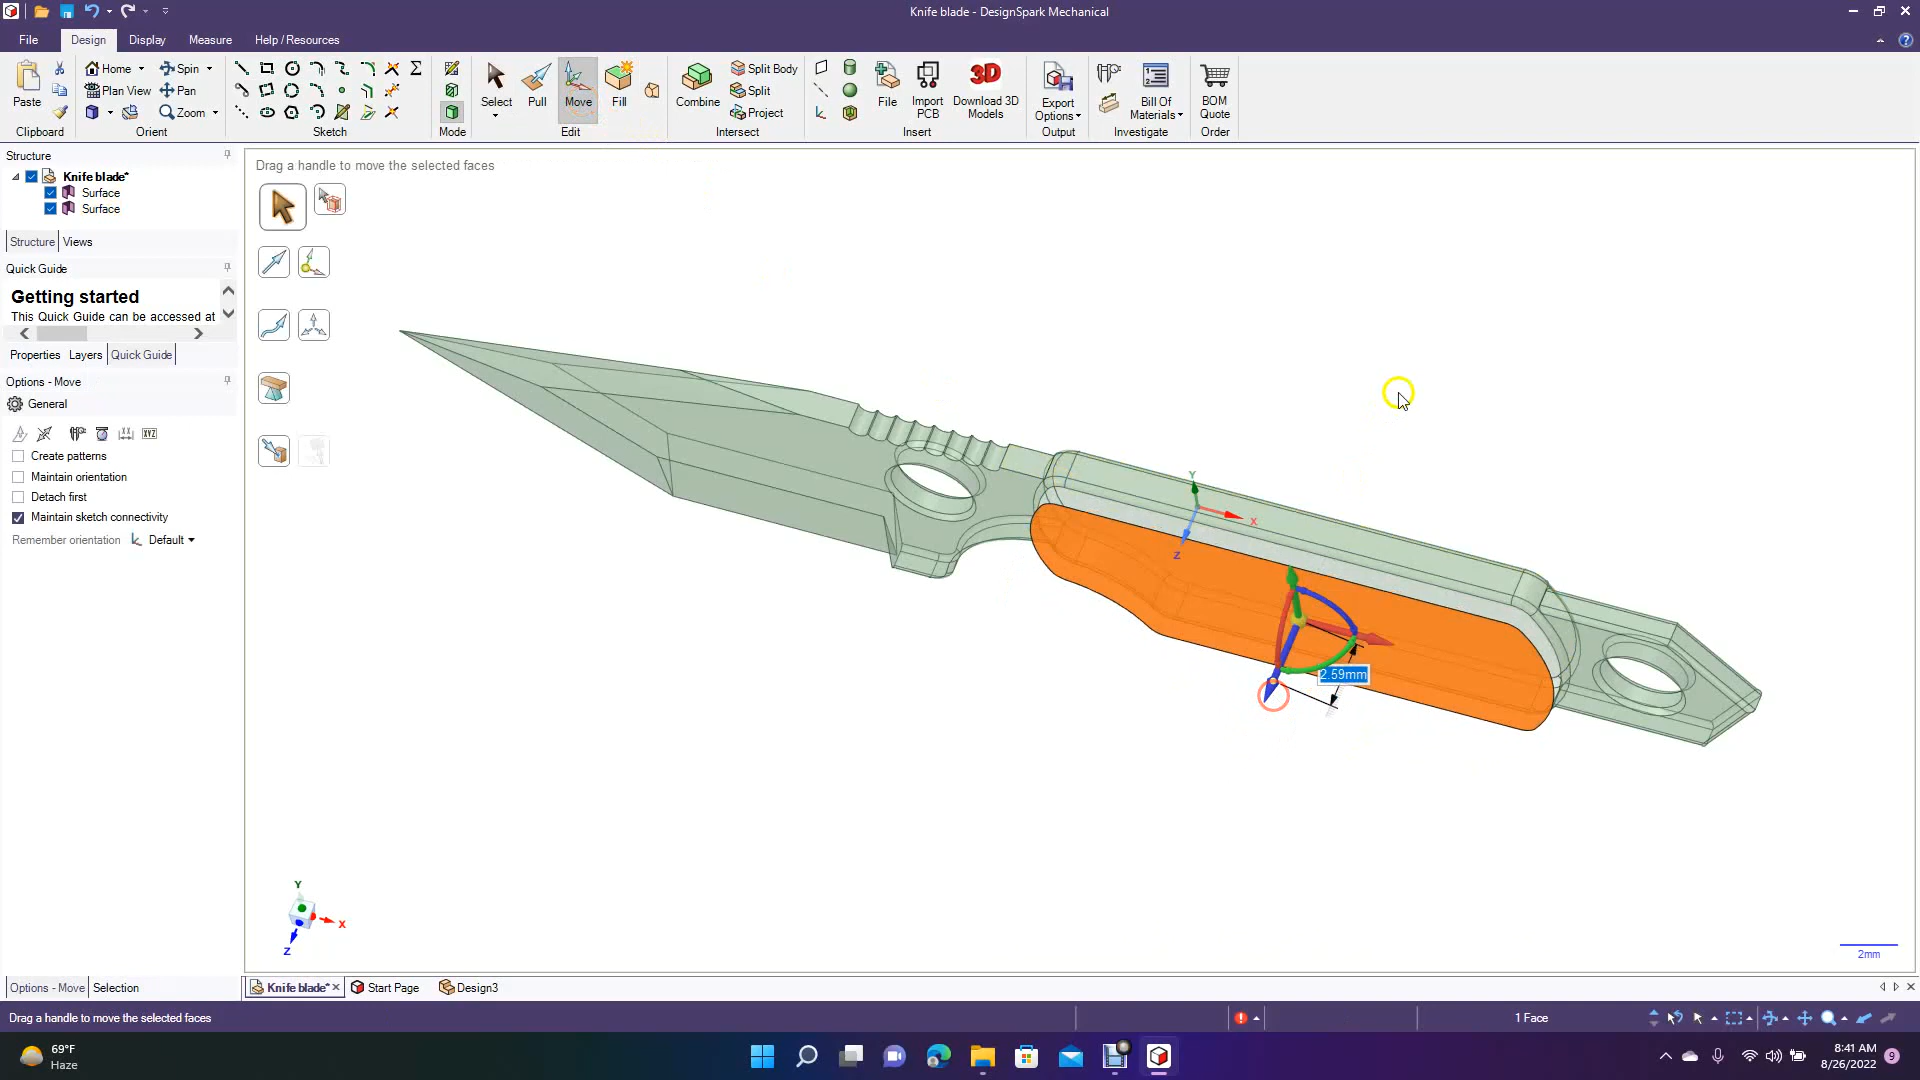 Knife blade - DesignSpark Mechanical
File Design Display Measure Help / Resources
Paste
Clipboard
Home Spin
Plan View Pan
Zoom
Orient
Sketch
Mode
Select Pull Move Fill
Edit
Combine
Split Body
Split
Project
Intersect
File
Import PCB
Download 3D Models
Insert
Export Options
Output
Bill Of Materials
Investigate
BOM Quote
Order
Structure
Knife blade*
Surface
Surface
Structure Views
Quick Guide
Getting started
This Quick Guide can be accessed at
Properties Layers Quick Guide
Options - Move
General
XYZ
Create patterns
Maintain orientation
Detach first
Maintain sketch connectivity
Remember orientation Default
Drag a handle to move the selected faces
Y
X
Z
2.59mm
Y
X
Z
2mm
Options - Move Selection
Knife blade* Start Page Design3
Drag a handle to move the selected faces
1 Face
69°F
Haze
8:41 AM
8/26/2022
9